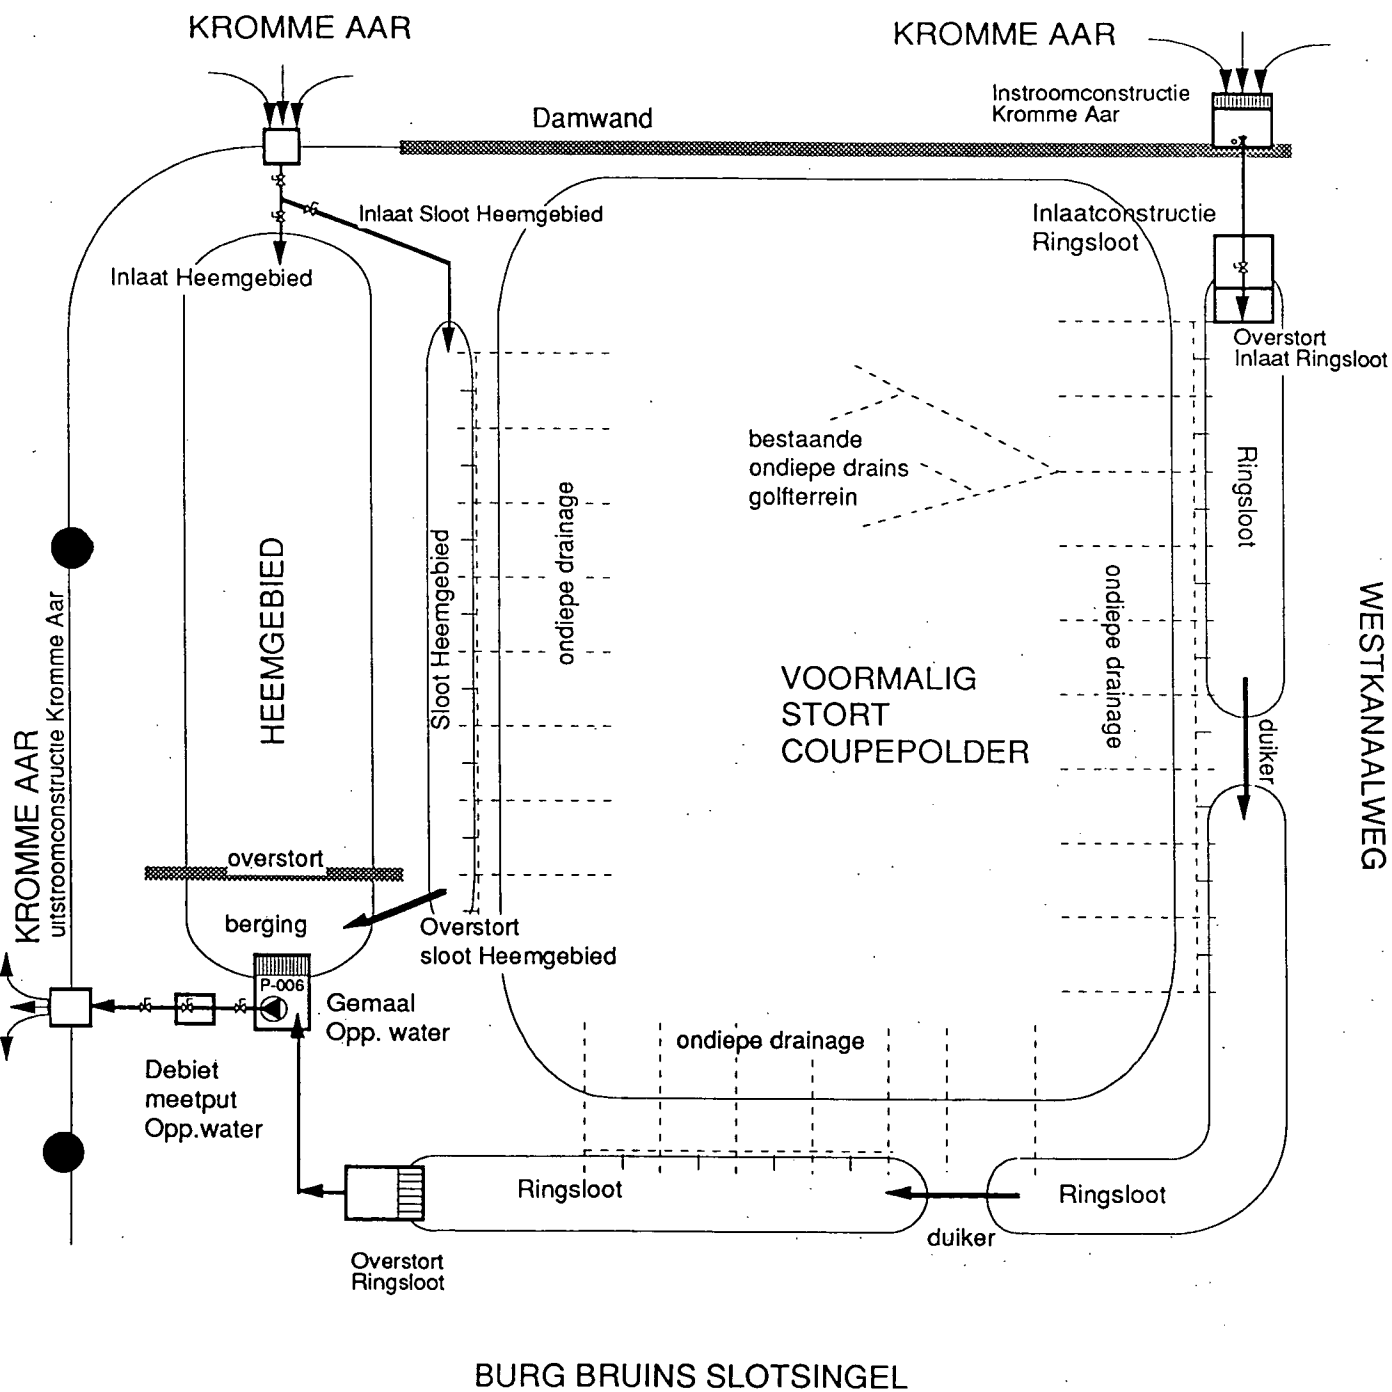 KROMME AAR
KROMME AAR
Instroomconstructie
Kromme Aar
Damwand
Inlaat Sloot Heemgebied
Inlaatconstructie
Ringsloot
Inlaat Heemgebied
Overstort
Inlaat Ringsloot
bestaande
ondiepe drains
golfterrein
Ringsloot
ondiepe drainage
Sloot Heemgebied
HEEMGEBIED
ondiepe drainage
VOORMALIG
STORT
COUPEPOLDER
WESTKANAALWEG
duiker
KROMME AAR
uitstroomconstructie Kromme Aar
overstort
berging
Overstort
sloot Heemgebied
P-006
Gemaal
Opp. water
ondiepe drainage
Debiet
meetput
Opp.water
Ringsloot
Ringsloot
duiker
Overstort
Ringsloot
BURG BRUINS SLOTSINGEL